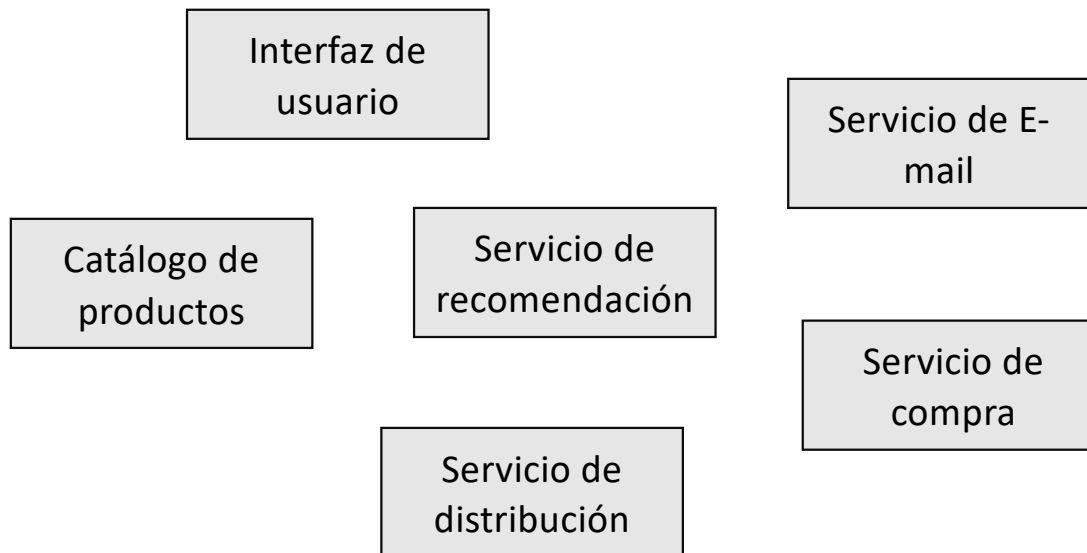 Interfaz de
usuario
Servicio de E-
mail
Catálogo de
productos
Servicio de
recomendación
Servicio de
compra
Servicio de
distribución